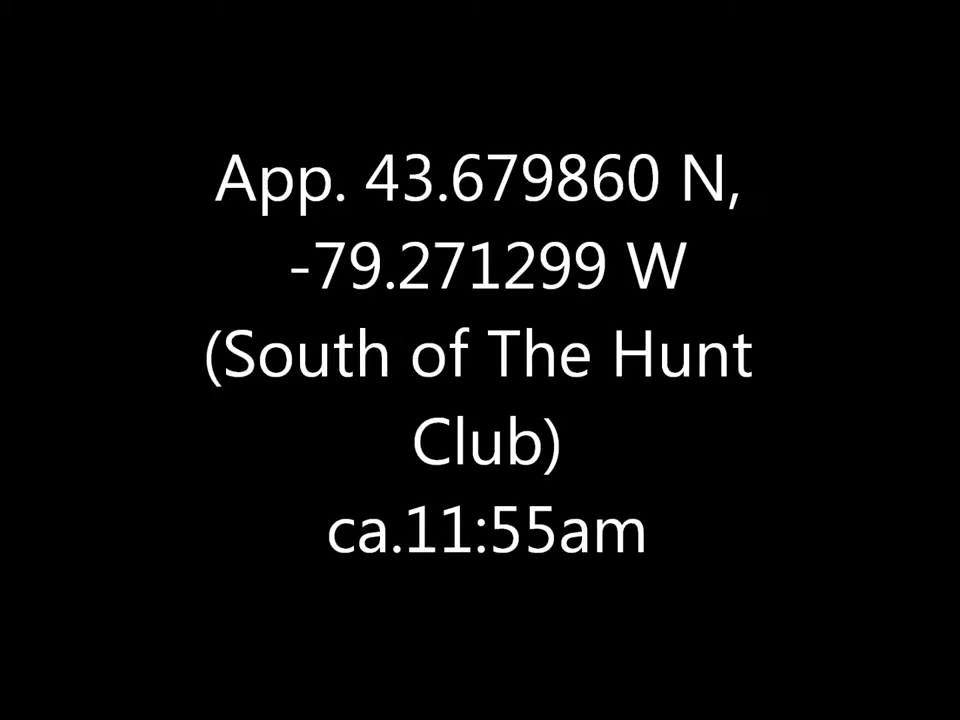 App. 43.679860 N,
-79.271299 W
(South of The Hunt
Club)
ca.11:55am